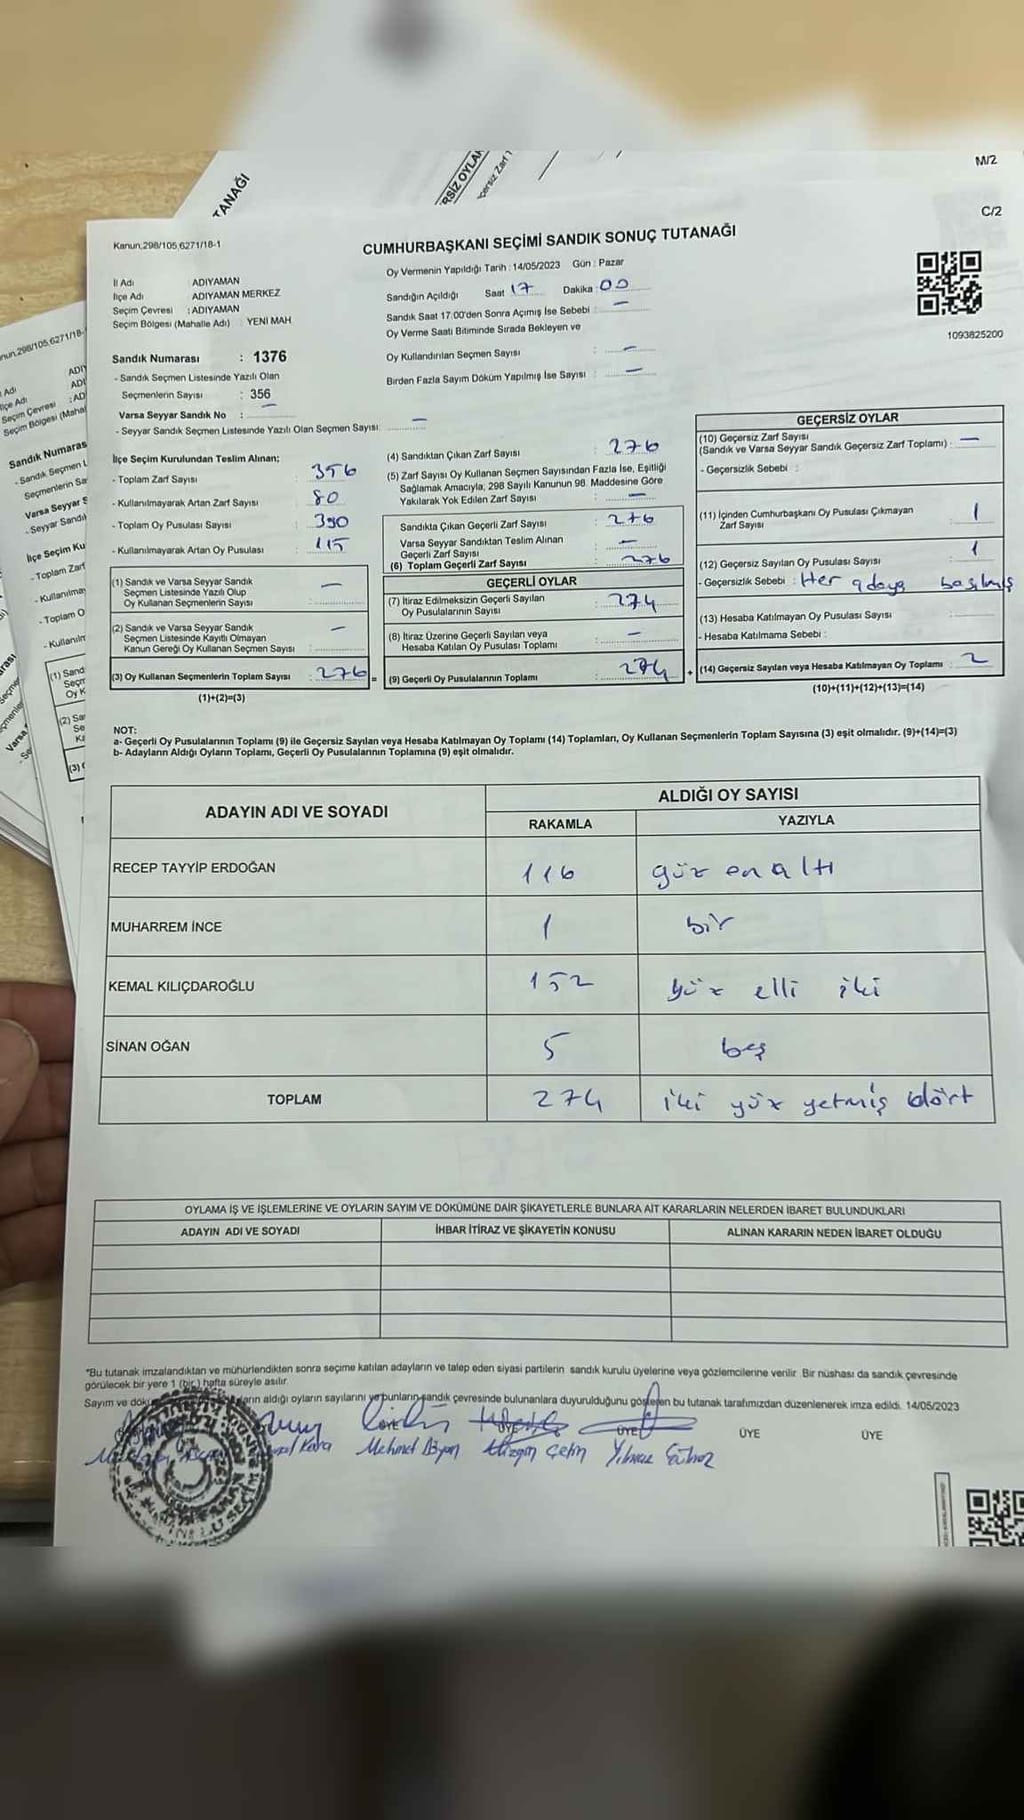 TANAĞI
RSİZ OYLAR
M/2
C/2
Kanun;298/105,6271/18-1
CUMHURBAŞKANI SEÇİMİ SANDIK SONUÇ TUTANAĞI
İl Adı : ADIYAMAN
İlçe Adı ADIYAMAN MERKEZ
Seçim Çevresi : ADIYAMAN
Seçim Bölgesi (Mahalle Adı) : YENİ MAH
Oy Vermenin Yapıldığı Tarih : 14/05/2023 Gün : Pazar
Sandığın Açıldığı Saat 17 Dakika 00
Sandık Saat 17.00'den Sonra Açımış İse Sebebi : —
Oy Verme Saati Bitiminde Sırada Bekleyen ve
Oy Kullandırılan Seçmen Sayısı : —
Birden Fazla Sayım Döküm Yapılmış İse Sayısı : —
1093825200
Sandık Numarası : 1376
- Sandık Seçmen Listesinde Yazılı Olan
Seçmenlerin Sayısı : 356
Varsa Seyyar Sandık No : —
- Seyyar Sandık Seçmen Listesinde Yazılı Olan Seçmen Sayısı —
İlçe Seçim Kurulundan Teslim Alınan;
- Toplam Zarf Sayısı : 356
- Kullanılmayarak Artan Zarf Sayısı : 80
- Toplam Oy Pusulası Sayısı : 390
- Kullanılmayarak Artan Oy Pusulası : 115
(1) Sandık ve Varsa Seyyar Sandık
Seçmen Listesinde Yazılı Olup
Oy Kullanan Seçmenlerin Sayısı : —
(2) Sandık ve Varsa Seyyar Sandık
Seçmen Listesinde Kayıtlı Olmayan
Kanun Gereği Oy Kullanan Seçmen Sayısı : —
(3) Oy Kullanan Seçmenlerin Toplam Sayısı : 276 =
(1)+(2)=(3)
(4) Sandıktan Çıkan Zarf Sayısı : 276
(5) Zarf Sayısı Oy Kullanan Seçmen Sayısından Fazla İse, Eşitliği
Sağlamak Amacıyla; 298 Sayılı Kanunun 98. Maddesine Göre
Yakılarak Yok Edilen Zarf Sayısı : —
Sandıkta Çıkan Geçerli Zarf Sayısı : 276
Varsa Seyyar Sandıktan Teslim Alınan
Geçerli Zarf Sayısı : —
(6) Toplam Geçerli Zarf Sayısı : 276
GEÇERLİ OYLAR
(7) İtiraz Edilmeksizin Geçerli Sayılan
Oy Pusulalarının Sayısı : 274
(8) İtiraz Üzerine Geçerli Sayılan veya
Hesaba Katılan Oy Pusulası Toplamı : —
(9) Geçerli Oy Pusulalarının Toplamı : 274 +
GEÇERSİZ OYLAR
(10) Geçersiz Zarf Sayısı
(Sandık ve Varsa Seyyar Sandık Geçersiz Zarf Toplamı) : —
- Geçersizlik Sebebi :
(11) İçinden Cumhurbaşkanı Oy Pusulası Çıkmayan
Zarf Sayısı : 1
(12) Geçersiz Sayılan Oy Pusulası Sayısı : 1
- Geçersizlik Sebebi : Her adaya basılmış
(13) Hesaba Katılmayan Oy Pusulası Sayısı :
- Hesaba Katılmama Sebebi :
(14) Geçersiz Sayılan veya Hesaba Katılmayan Oy Toplamı : 2
(10)+(11)+(12)+(13)=(14)
NOT:
a- Geçerli Oy Pusulalarının Toplamı (9) ile Geçersiz Sayılan veya Hesaba Katılmayan Oy Toplamı (14) Toplamları, Oy Kullanan Seçmenlerin Toplam Sayısına (3) eşit olmalıdır. (9)+(14)=(3)
b- Adayların Aldığı Oyların Toplamı, Geçerli Oy Pusulalarının Toplamına (9) eşit olmalıdır.
ADAYIN ADI VE SOYADI
ALDIĞI OY SAYISI
RAKAMLA YAZIYLA
RECEP TAYYİP ERDOĞAN 116 yüz on altı
MUHARREM İNCE 1 bir
KEMAL KILIÇDAROĞLU 152 yüz elli iki
SİNAN OĞAN 5 beş
TOPLAM 274 iki yüz yetmiş dört
OYLAMA İŞ VE İŞLEMLERİNE VE OYLARIN SAYIM VE DÖKÜMÜNE DAİR ŞİKAYETLERLE BUNLARA AİT KARARLARIN NELERDEN İBARET BULUNDUKLARI
ADAYIN ADI VE SOYADI İHBAR İTİRAZ VE ŞİKAYETİN KONUSU ALINAN KARARIN NEDEN İBARET OLDUĞU
"Bu tutanak imzalandıktan ve mühürlendikten sonra seçime katılan adayların ve talep eden siyasi partilerin sandık kurulu üyelerine veya gözlemcilerine verilir. Bir nüshası da sandık çevresinde
görülecek bir yere 1 (bir) hafta süreyle asılır.
Sayım ve dökü aldığı oyların sayılarını ve bunların sandık çevresinde bulunanlara duyurulduğunu gösteren bu tutanak tarafımızdan düzenlenerek imza edildi. 14/05/2023
ÜYE ÜYE ÜYE ÜYE ÜYE
Kara Mehmet Çetin Yılmaz